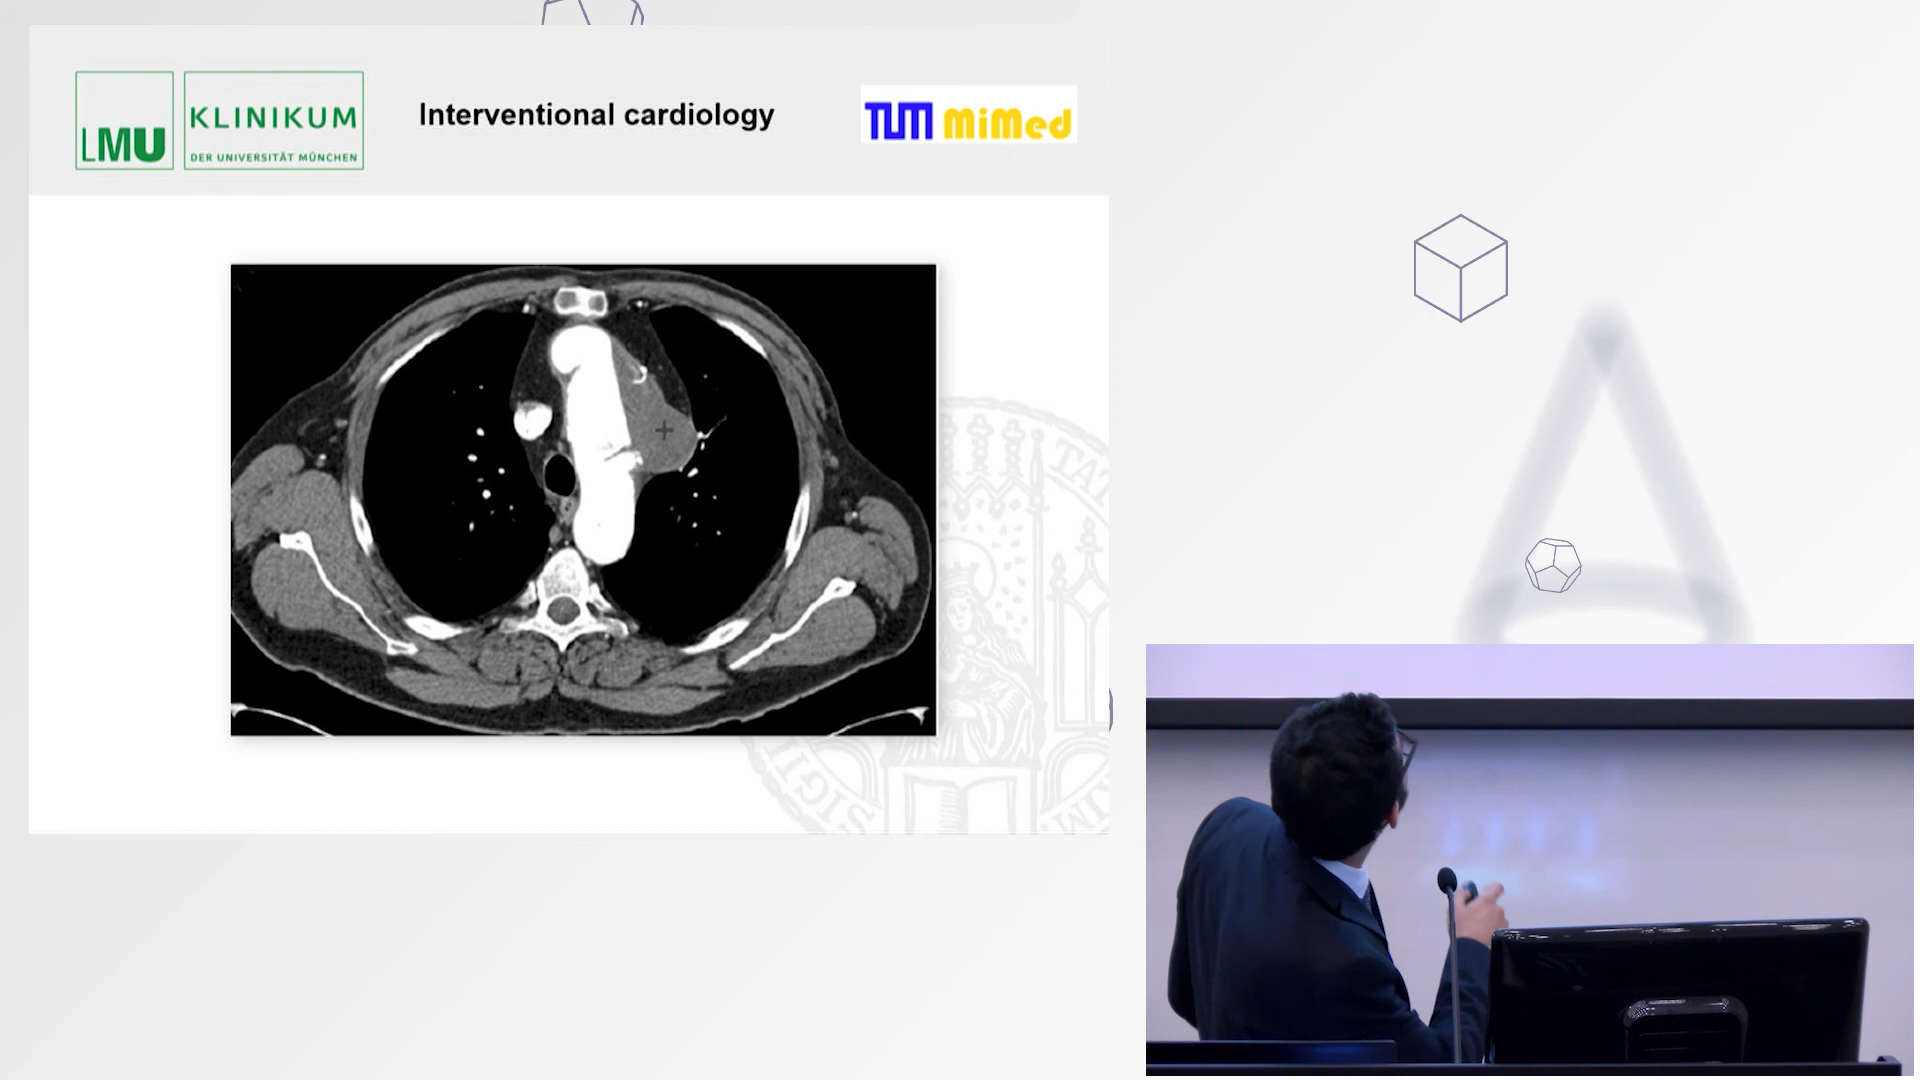 LMU
KLINIKUM
DER UNIVERSITÄT MÜNCHEN
Interventional cardiology
TUM MiMed